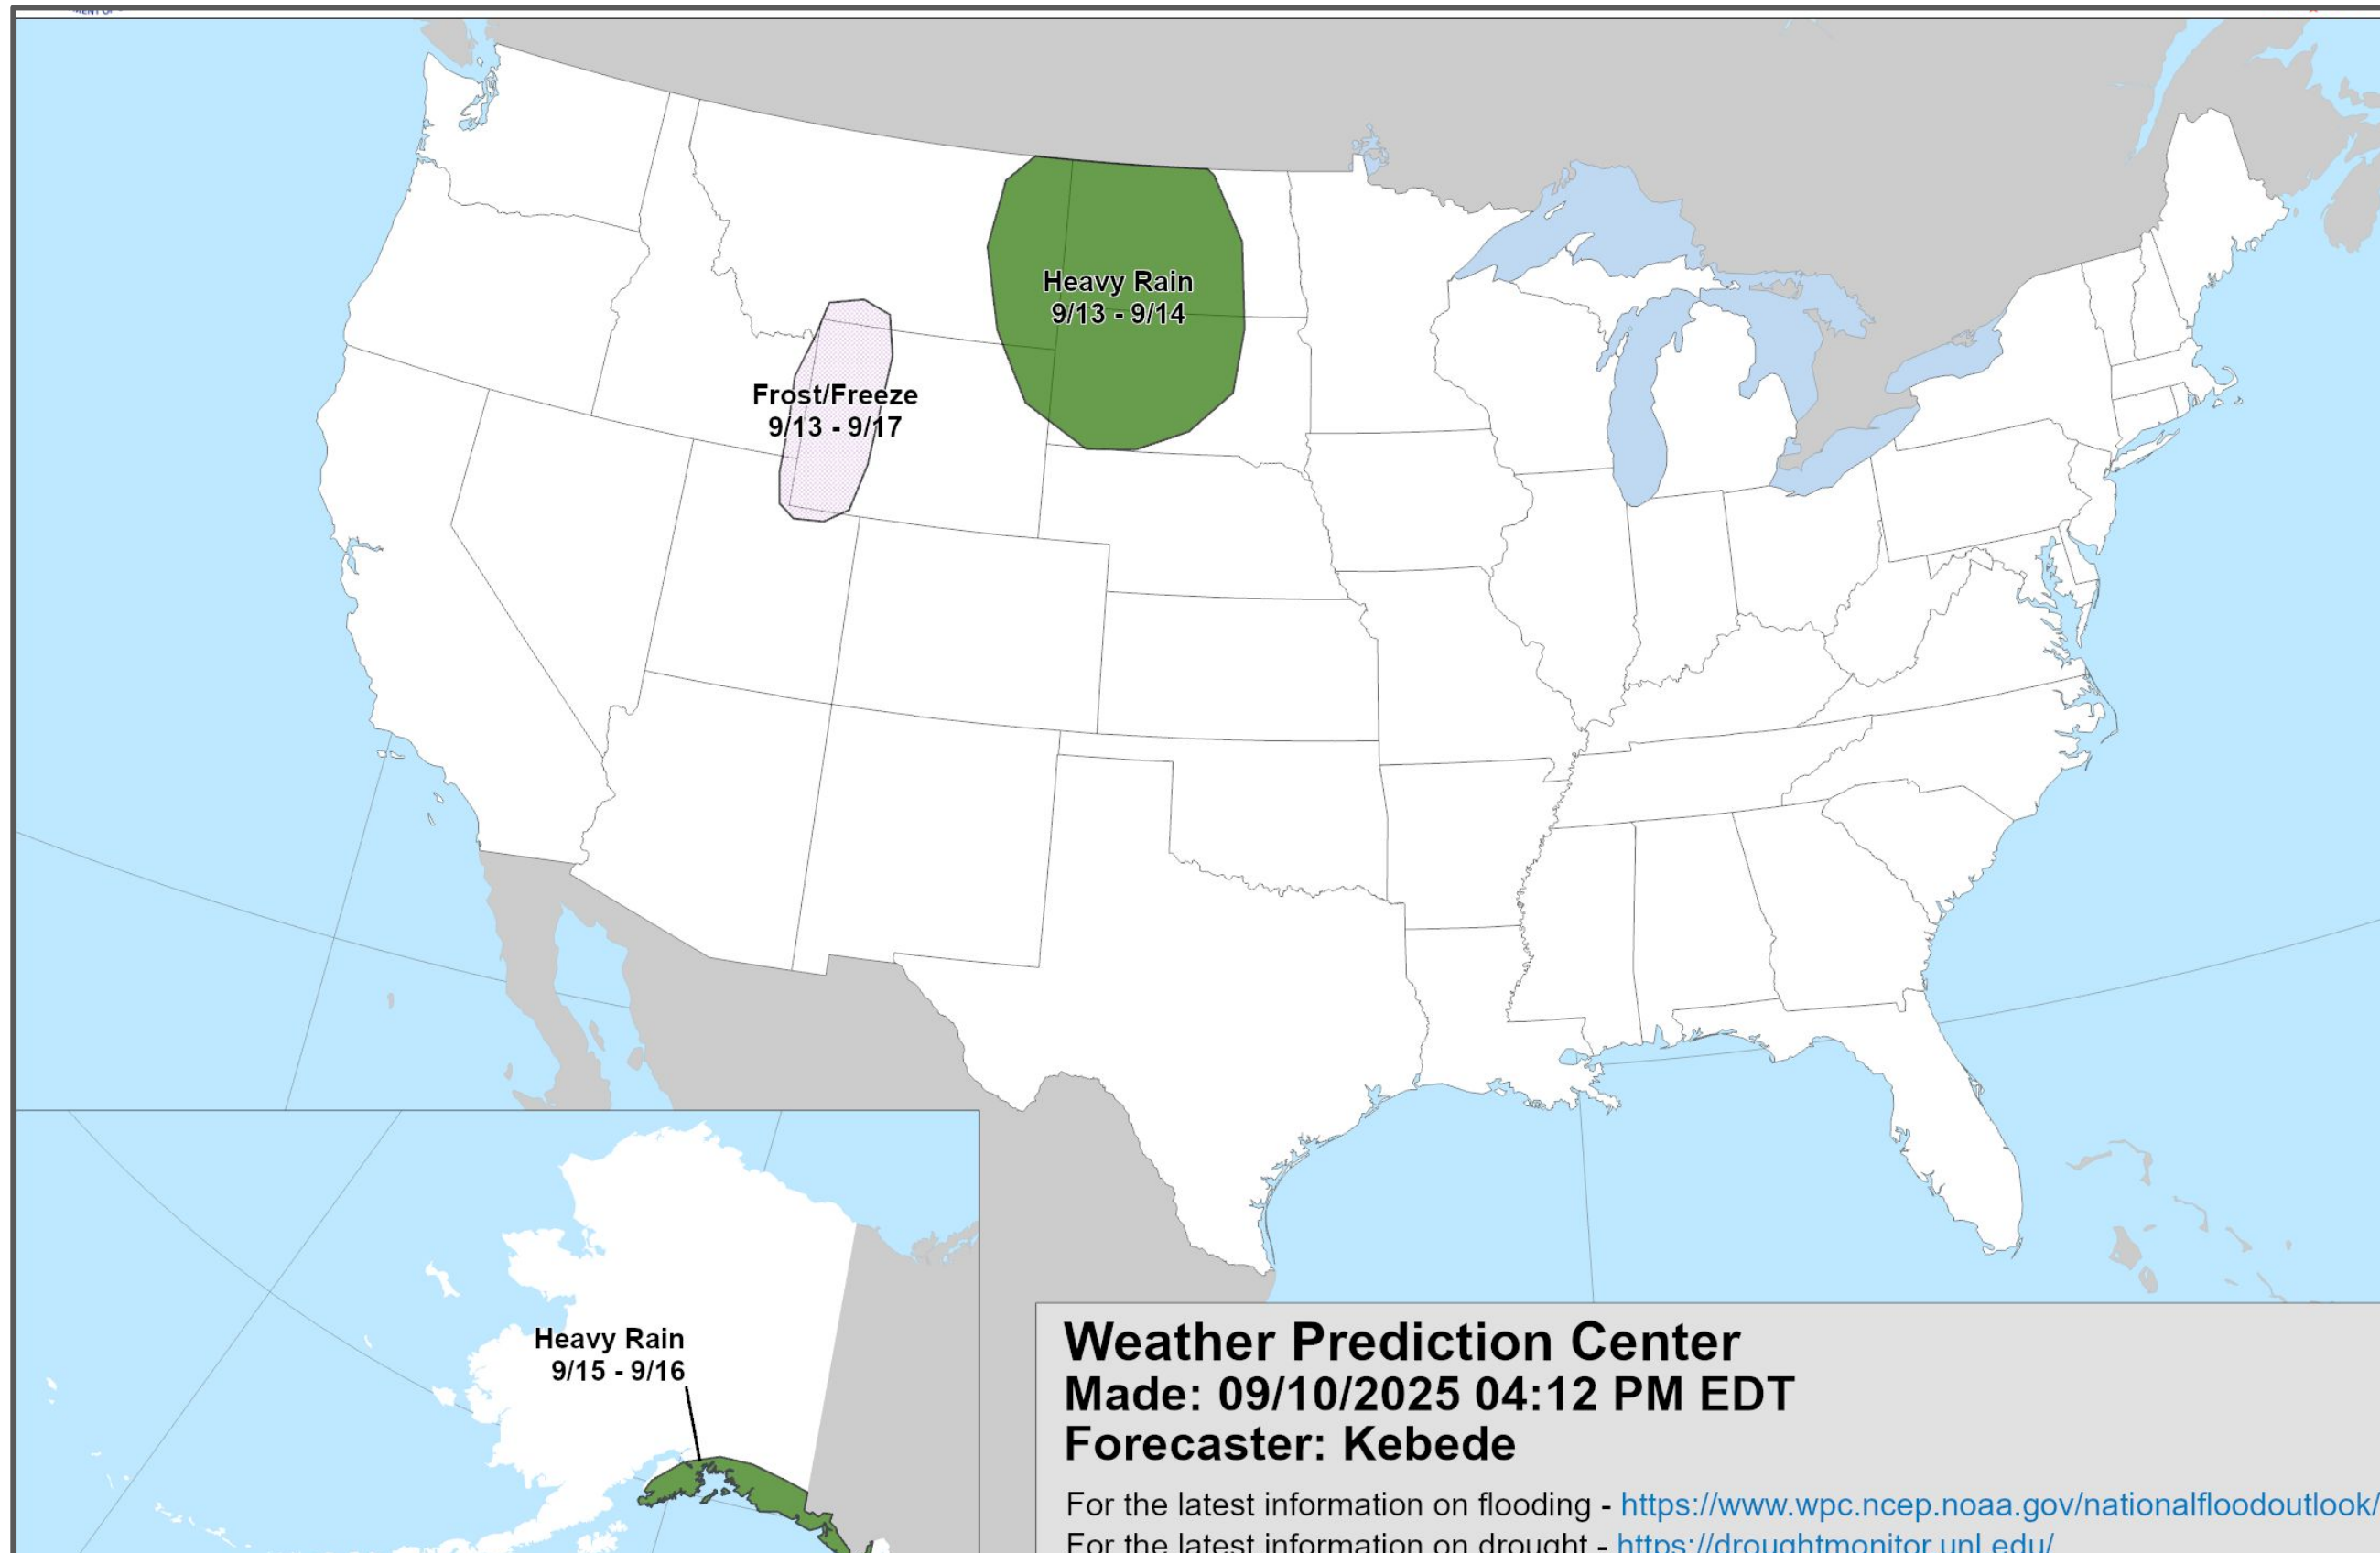 Heavy Rain
9/13 - 9/14
Frost/Freeze
9/13 - 9/17
Heavy Rain
9/15 - 9/16
Weather Prediction Center
Made: 09/10/2025 04:12 PM EDT
Forecaster: Kebede
For the latest information on flooding - https://www.wpc.ncep.noaa.gov/nationalfloodoutlook/
For the latest information on drought - https://droughtmonitor.unl.edu/